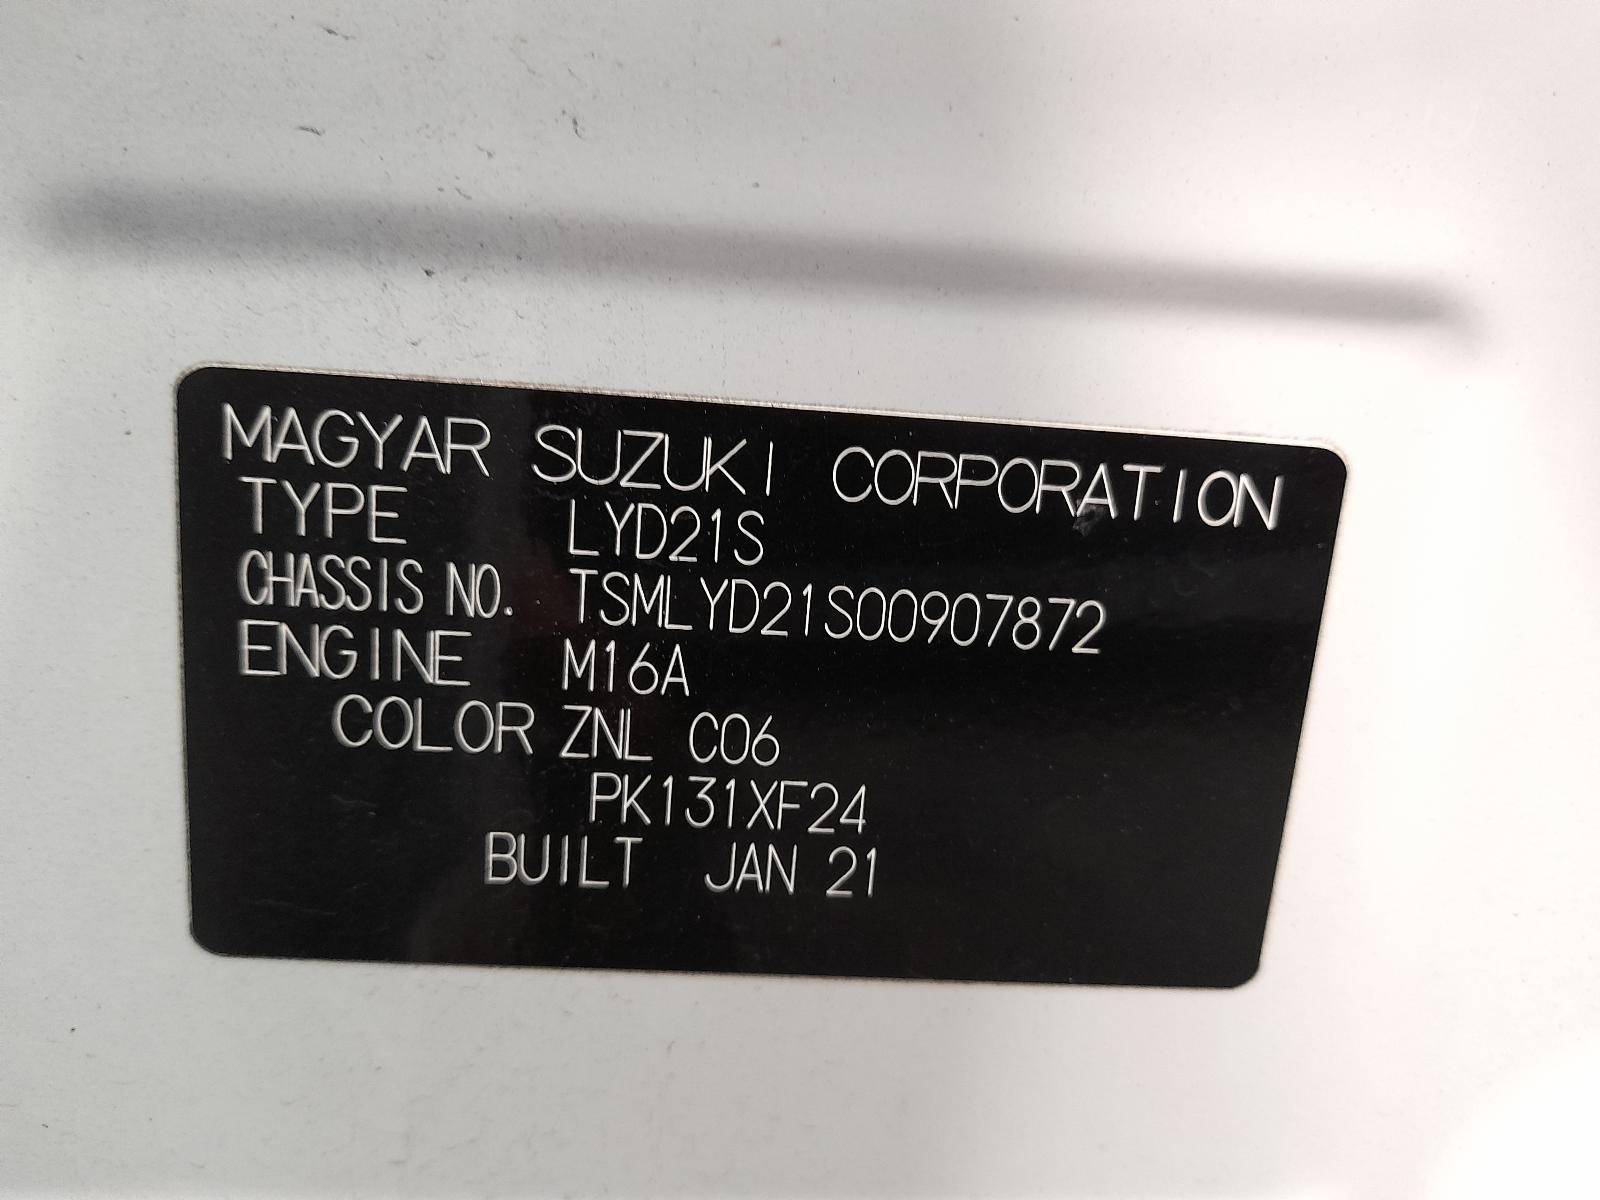 MAGYAR SUZUKI CORPORATION
TYPE LYD21S
CHASSIS NO. TSMLYD21S00907872
ENGINE M16A
COLOR ZNL C06
PK131XF24
BUILT JAN 21